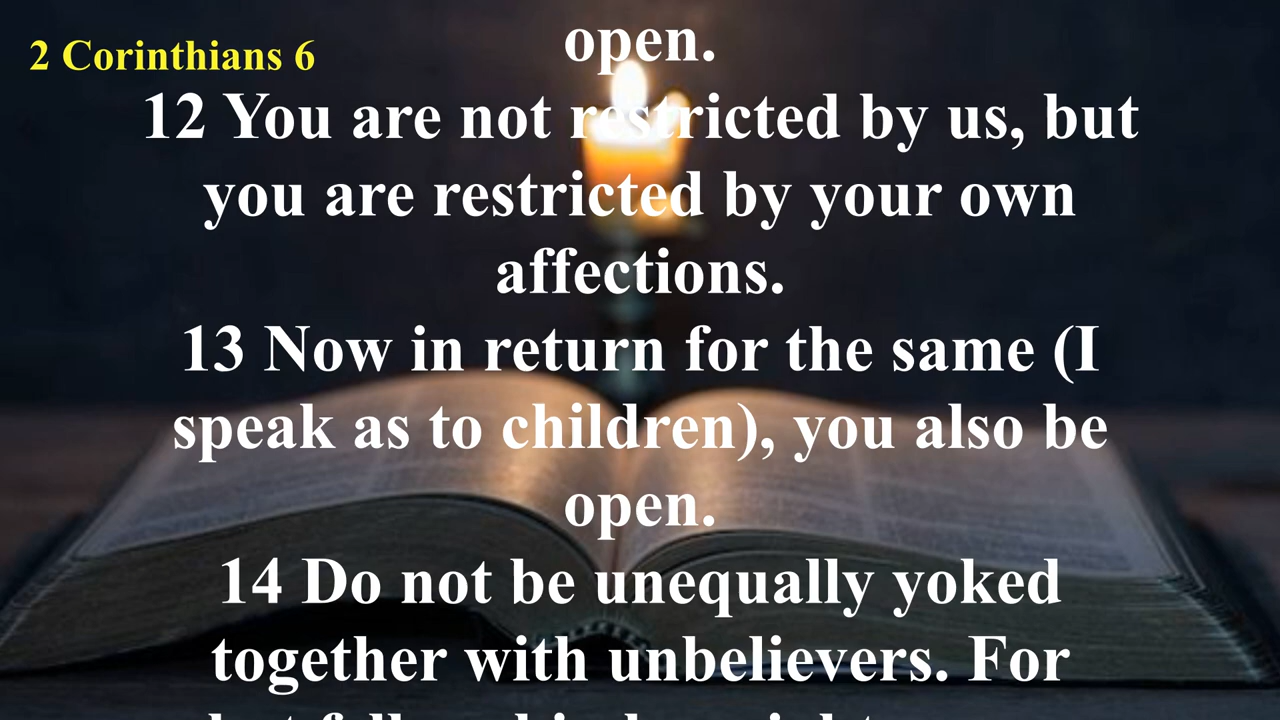 2 Corinthians 6
open.
12 You are not restricted by us, but
you are restricted by your own
affections.
13 Now in return for the same (I
speak as to children), you also be
open.
14 Do not be unequally yoked
together with unbelievers. For